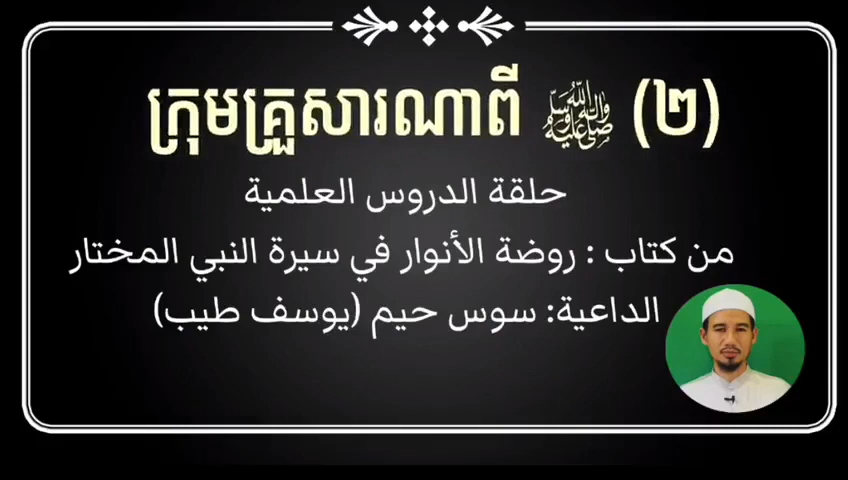 ក្រុមគ្រួសារណាពី ﷺ (២)
حلقة الدروس العلمية
من كتاب : روضة الأنوار في سيرة النبي المختار
الداعية: سوس حيم (يوسف طيب)